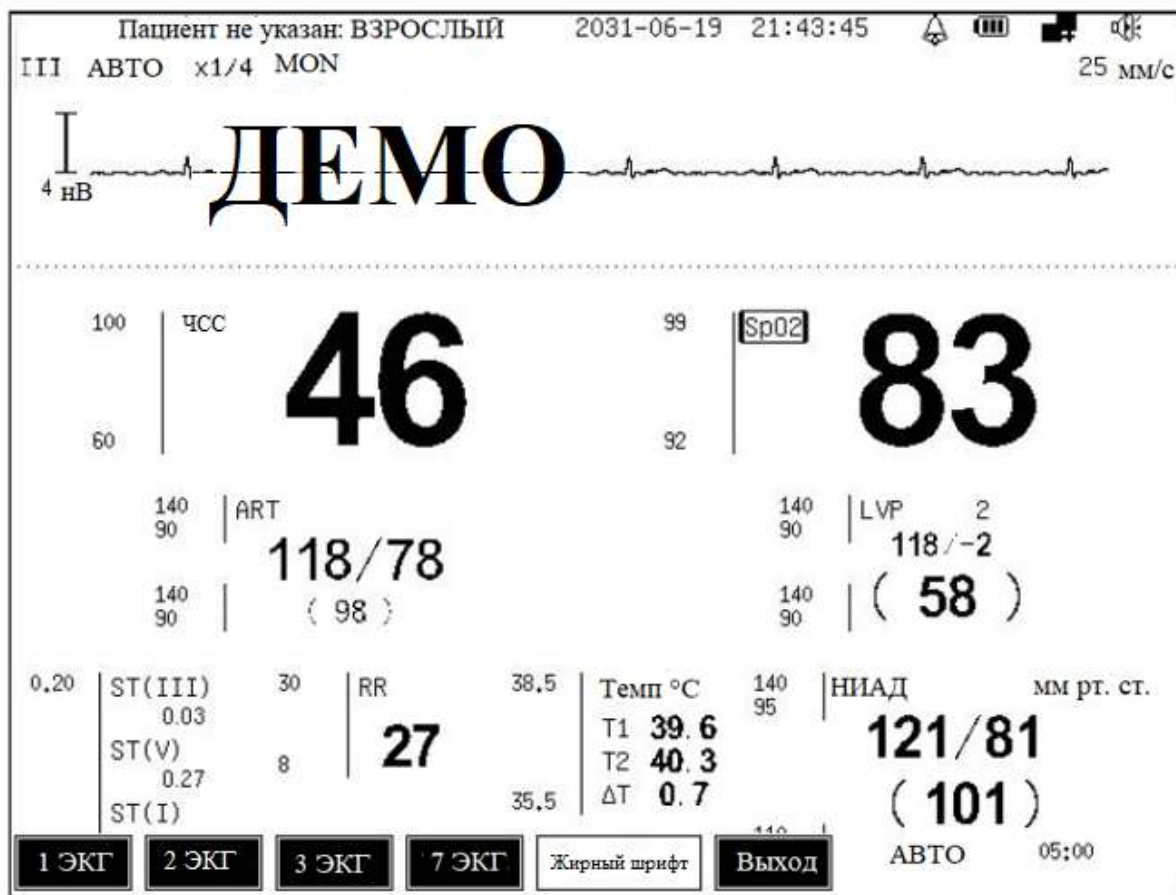 Пациент не указан: ВЗРОСЛЫЙ 2031-06-19 21:43:45
III АВТО x1/4 MON 25 мм/с
ДЕМО
4 нВ
100 ЧСС 46 99 SpO2 83
60 92
140 ART 140 LVP 2
90 90
118/78 118/-2
140 (98) 140 (58)
90 90
0.20 ST(III) 30 RR 38.5 Темп °C 140 НИАД мм рт. ст.
0.03 95
27 T1 39.6 121/81
ST(V) 8 T2 40.3
0.27 35.5 ΔT 0.7 (101)
ST(I)
АВТО 05:00
1 ЭКГ 2 ЭКГ 3 ЭКГ 7 ЭКГ Жирный шрифт Выход